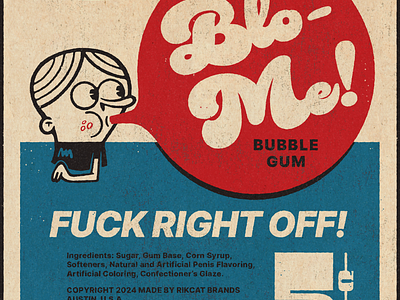 Blo-
Me!
BUBBLE
GUM
FUCK RIGHT OFF!
Ingredients: Sugar, Gum Base, Corn Syrup,
Softeners, Natural and Artificial Penis Flavoring,
Artificial Coloring, Confectioner's Glaze.
COPYRIGHT 2024 MADE BY RIKCAT BRANDS
AUSTIN, U.S.A.
5